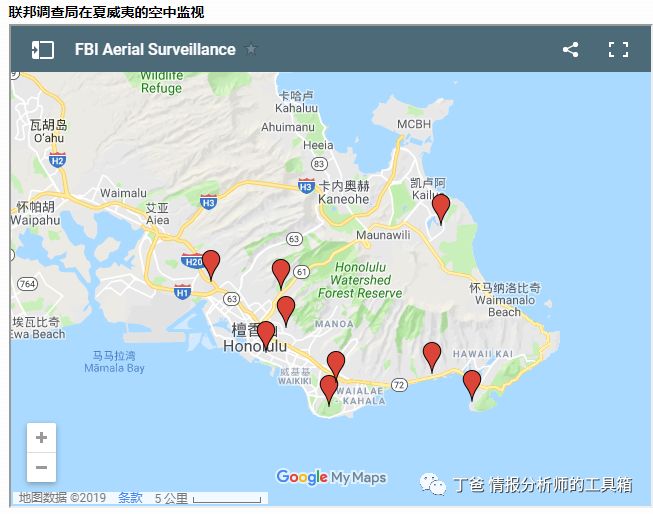 联邦调查局在夏威夷的空中监视
FBI Aerial Surveillance
Wildlife
Refuge
卡哈卢
Kahaluu
MCBH
瓦胡岛
O'ahu
Ahuimanu
Heeia
H2
83
卡内奥赫
Kaneohe
凯卢阿
Kailu
Waimalu
H3
H3
怀帕胡
Waipahu
艾亚
Aiea
63
Maunawili
H20
61
Honolulu
Watershed
Forest Reserve
764
H1
63
怀马纳洛比奇
Waimanalo
Beach
埃瓦比奇
Ewa Beach
檀香山
Honolulu
MANOA
马马拉湾
Māmala Bay
HAWAII KAI
威基基
WAIKIKI
72
WAIALAE
KAHALA
Google My Maps
丁爸 情报分析师的工具箱
地图数据 ©2019 条款 5 公里